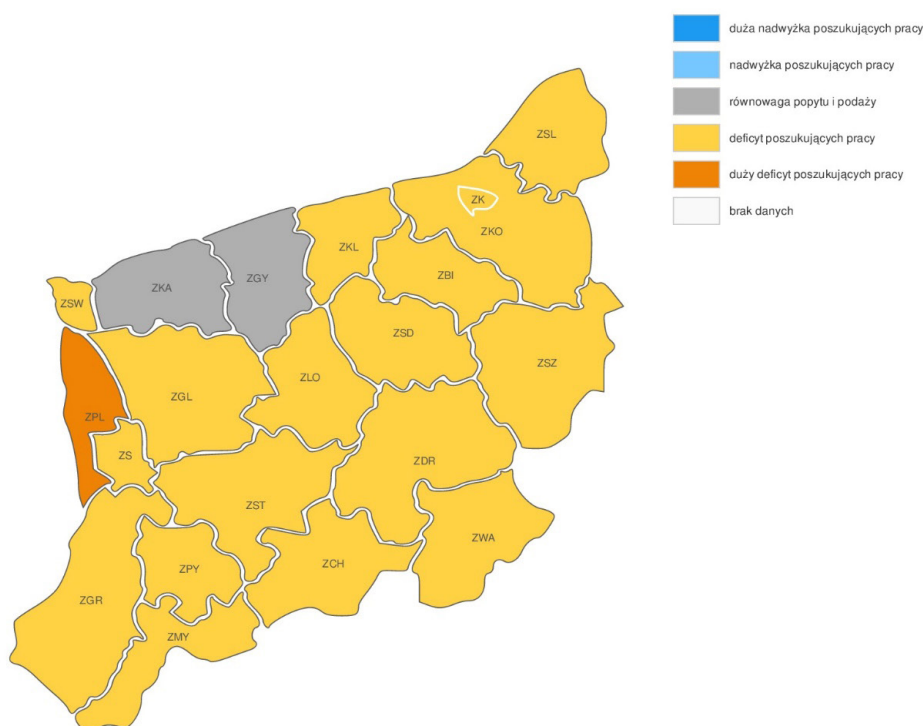 duża nadwyżka poszukujących pracy
nadwyżka poszukujących pracy
równowaga popytu i podaży
deficyt poszukujących pracy
duży deficyt poszukujących pracy
brak danych
ZSL
ZK
ZKO
ZKL
ZBI
ZGY
ZKA
ZSW
ZSD
ZSZ
ZLO
ZGL
ZPL
ZS
ZDR
ZST
ZWA
ZCH
ZPY
ZGR
ZMY